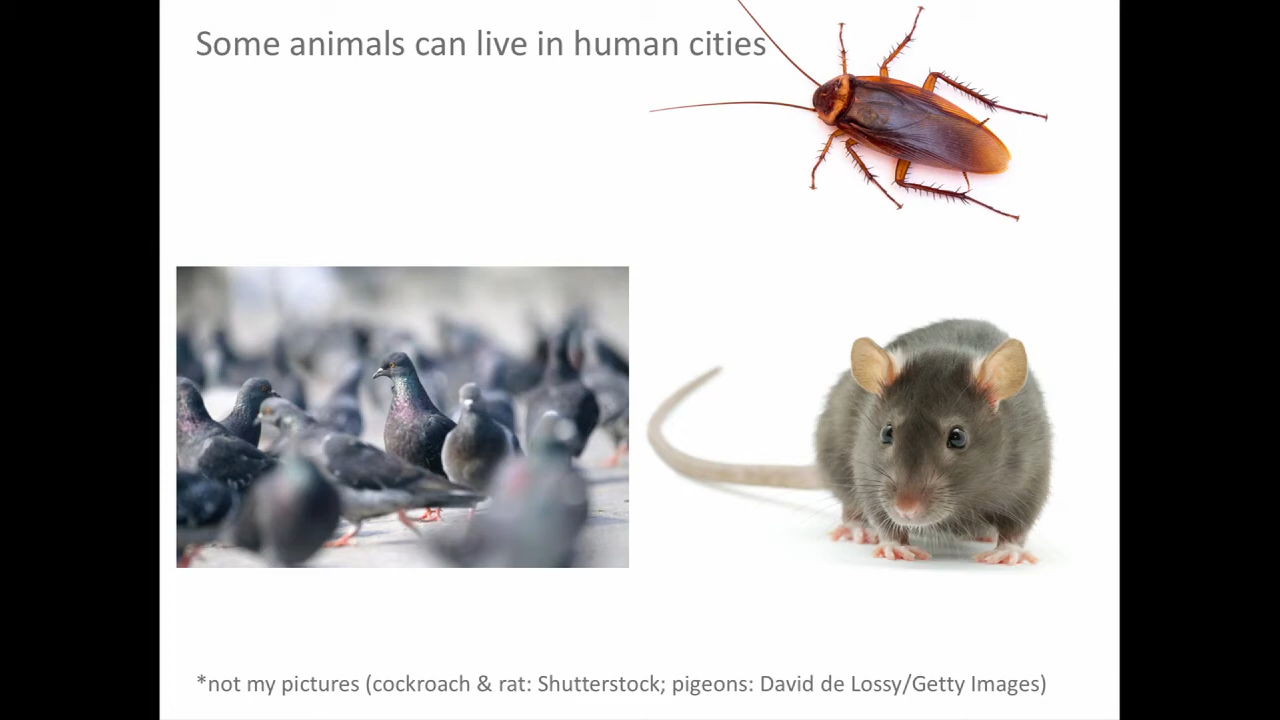 Some animals can live in human cities
*not my pictures (cockroach & rat: Shutterstock; pigeons: David de Lossy/Getty Images)